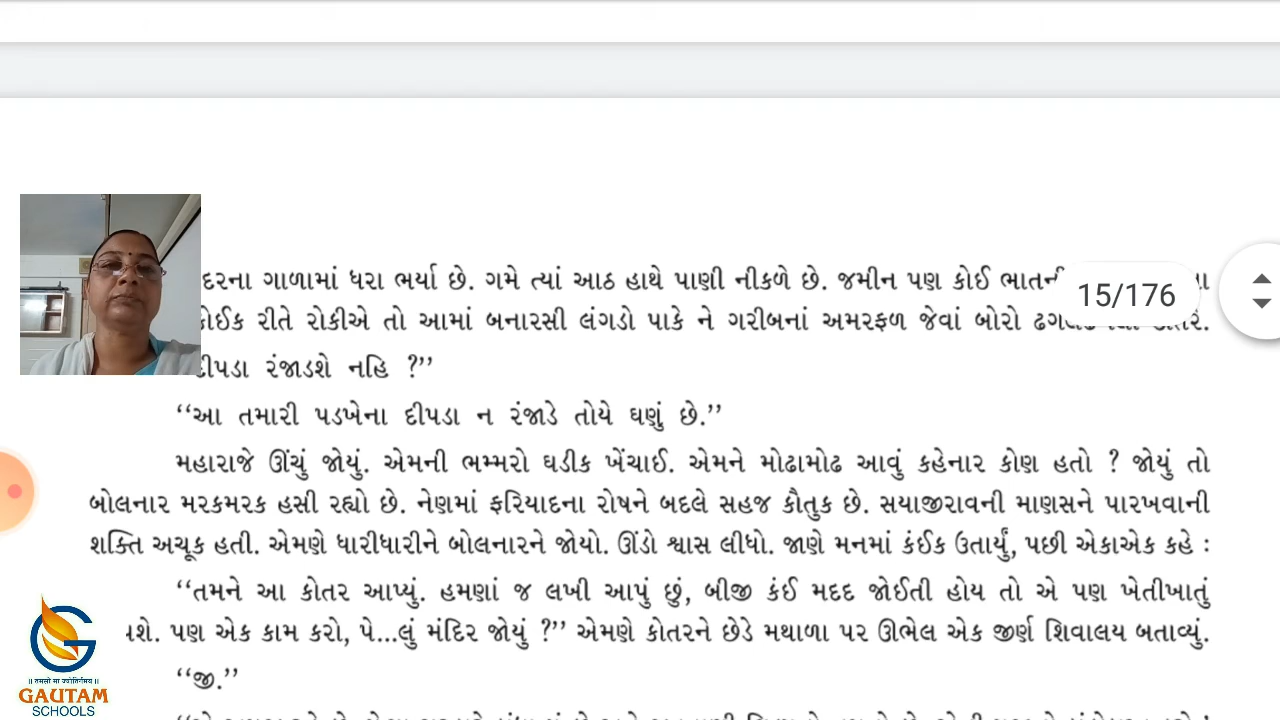 દરના ગાળામાં ધરા ભર્યા છે. ગમે ત્યાં આઠ હાથે પાણી નીકળે છે. જમીન પણ કોઈ ભાતની
રીતે રોકીએ તો આમાં બનારસી લંગડો પાકે ને ગરીબનાં અમરફળ જેવાં બોરો
15/176
રંજાડશે નહિ ?’’
‘‘આ તમારી પડખેના દીપડા ન રંજાડે તોયે ઘણું છે.’’
મહારાજે ઊંચું જોયું. એમની ભમ્મરો ઘડીક ખેંચાઈ. એમને મોઢામોઢ આવું કહેનાર કોણ હતો ? જોયું તો
બોલનાર મરકમરક હસી રહ્યો છે. નેણમાં ફરિયાદના રોષને બદલે સહજ કૌતુક છે. સયાજીરાવની માણસને પારખવાની
શક્તિ અચૂક હતી. એમણે ધારીધારીને બોલનારને જોયો. ઊંડો શ્વાસ લીધો. જાણે મનમાં કંઈક ઉતાર્યું, પછી એકાએક કહે :
‘‘તમને આ કોતર આપ્યું. હમણાં જ લખી આપું છું, બીજી કંઈ મદદ જોઈતી હોય તો એ પણ ખેતીખાતું
પણ એક કામ કરો, પે...લું મંદિર જોયું ?’’ એમણે કોતરને છેડે મથાળા પર ઊભેલ એક જીર્ણ શિવાલય બતાવ્યું.
‘‘જી.’’
॥ तमसो मा ज्योतिर्गमय ॥
GAUTAM
SCHOOLS